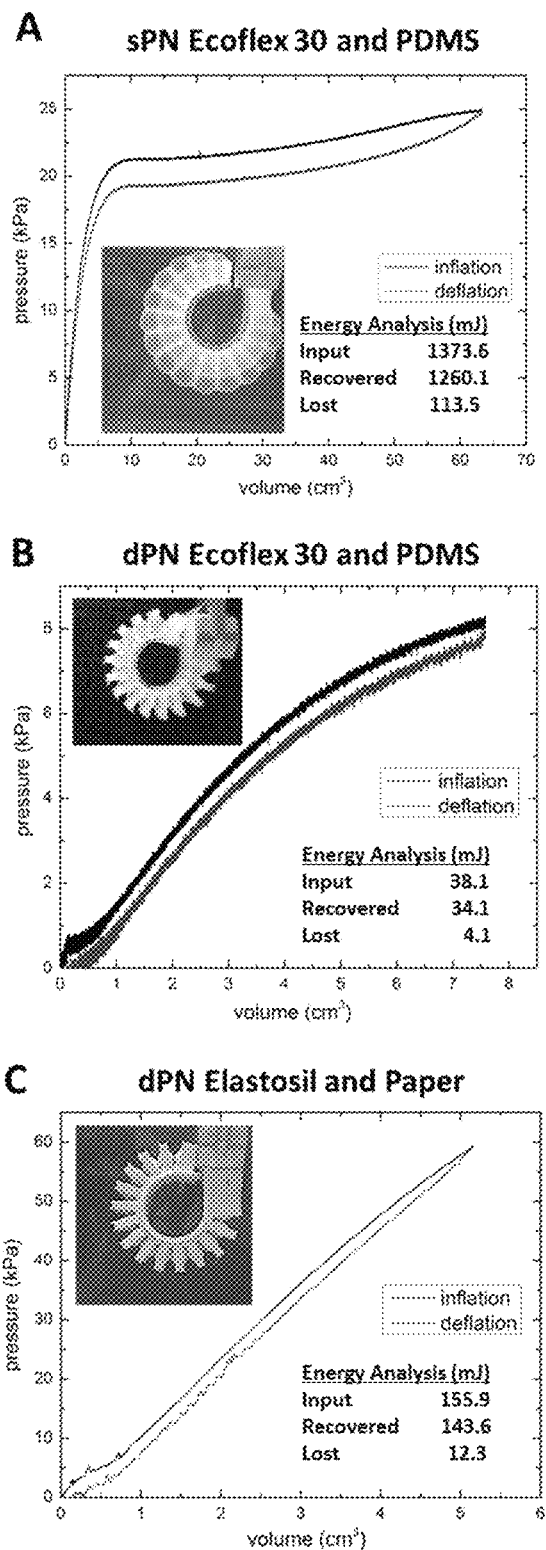 A
sPN Ecoflex 30 and PDMS
25
20
15
10
5
0
pressure (kPa)
inflation
deflation
Energy Analysis (mJ)
Input 1373.6
Recovered 1260.1
Lost 113.5
0 10 20 30 40 50 60 70
volume (cm³)
B
dPN Ecoflex 30 and PDMS
8
6
4
2
0
pressure (kPa)
inflation
deflation
Energy Analysis (mJ)
Input 38.1
Recovered 34.1
Lost 4.1
0 1 2 3 4 5 6 7 8
volume (cm³)
C
dPN Elastosil and Paper
60
50
40
30
20
10
0
pressure (kPa)
inflation
deflation
Energy Analysis (mJ)
Input 155.9
Recovered 143.6
Lost 12.3
0 1 2 3 4 5 6
volume (cm³)